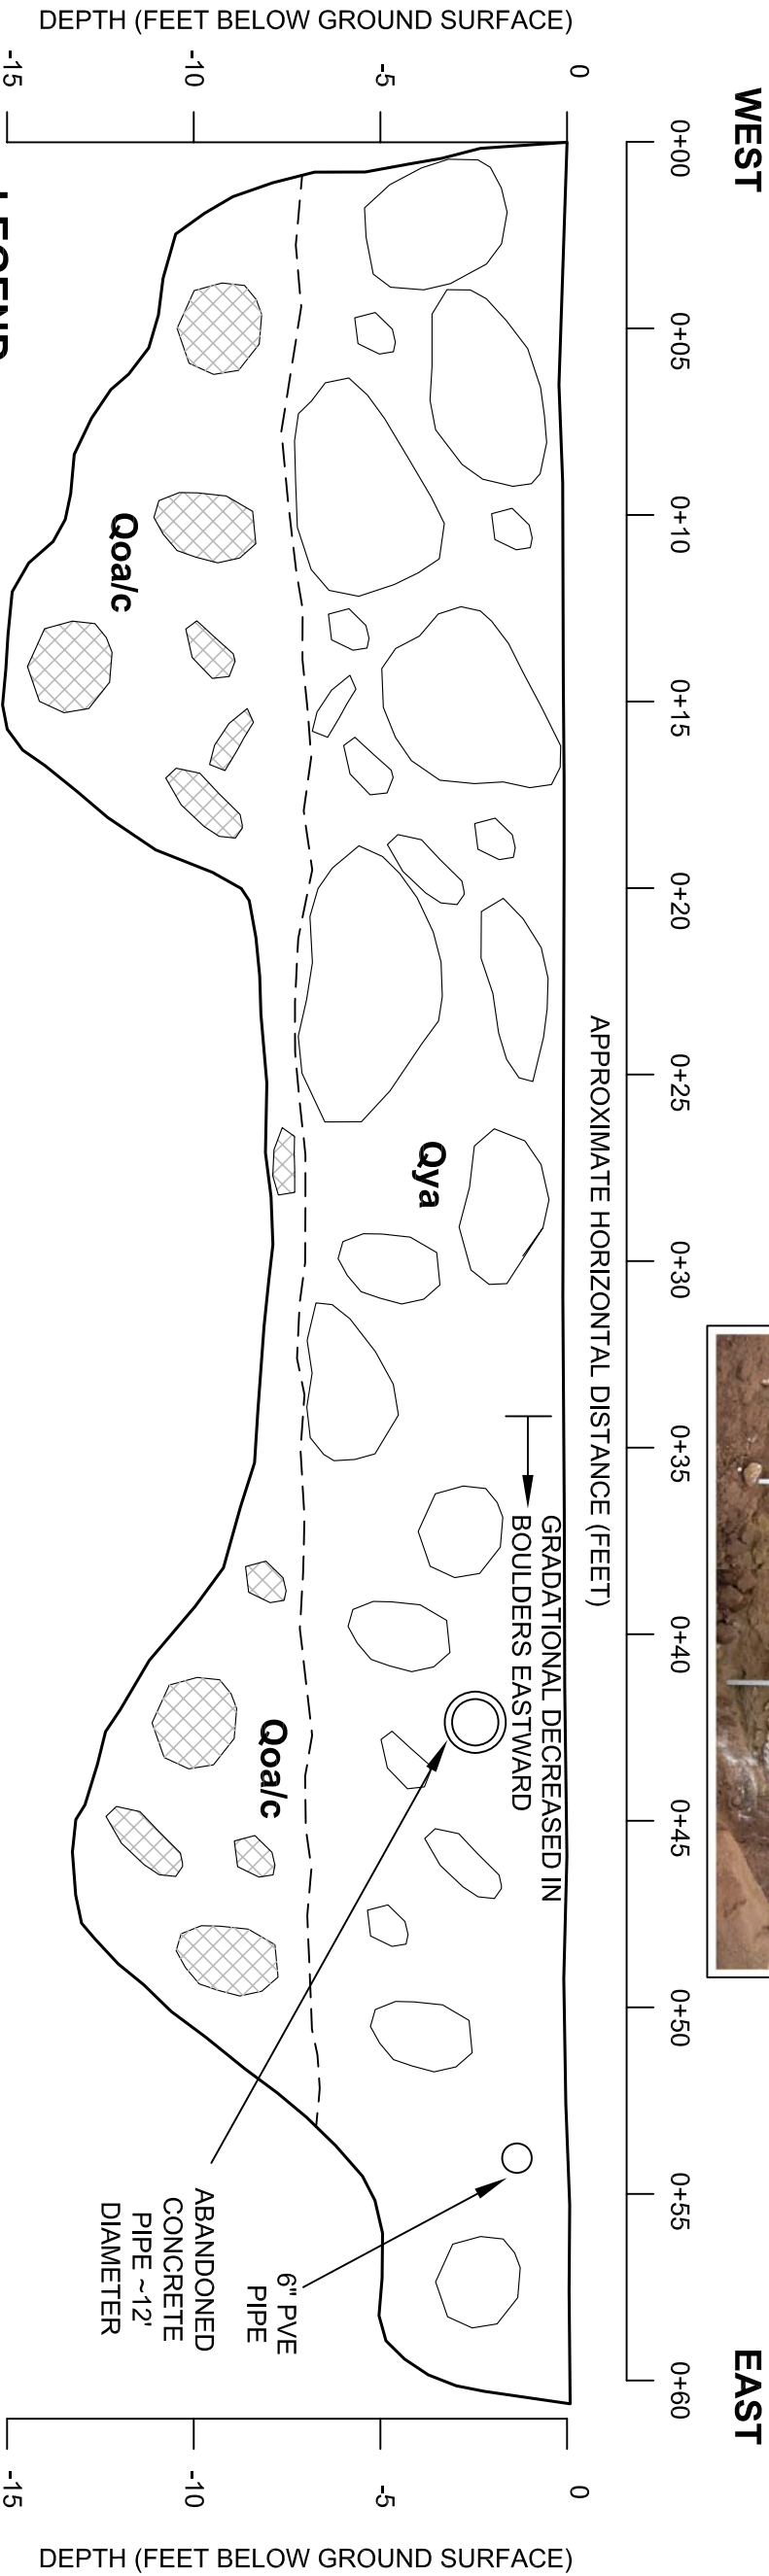 WEST
EAST
0+00
0+05
0+10
0+15
0+20
0+25
0+30
0+35
0+40
0+45
0+50
0+55
0+60
APPROXIMATE HORIZONTAL DISTANCE (FEET)
DEPTH (FEET BELOW GROUND SURFACE)
0
-5
-10
-15
GRADATIONAL DECREASED IN
BOULDERS EASTWARD
Qya
Qoa/c
Qoa/c
6" PVE
PIPE
ABANDONED
CONCRETE
PIPE ~12'
DIAMETER
0
-5
-10
-15
DEPTH (FEET BELOW GROUND SURFACE)
LEGEND